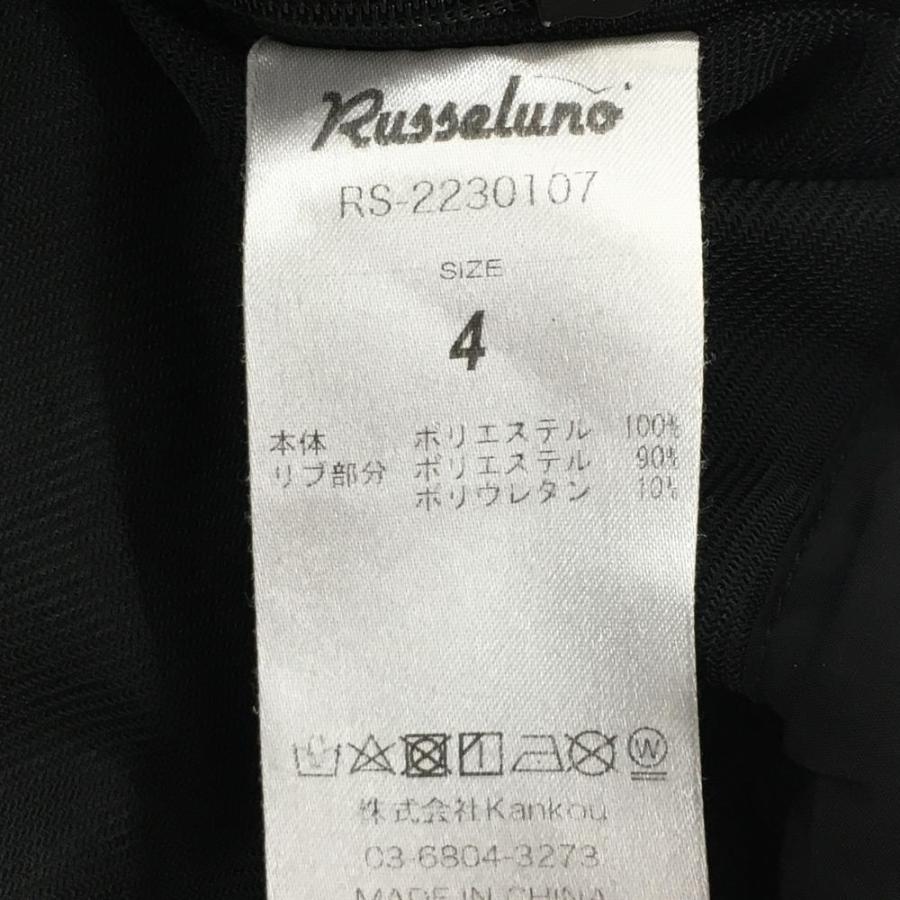 Russeluno
RS-2230107
SIZE
4
本体 ポリエステル 100%
リブ部分 ポリエステル 90%
ポリウレタン 10%
W
株式会社Kankou
03-6804-3273
MADE IN CHINA